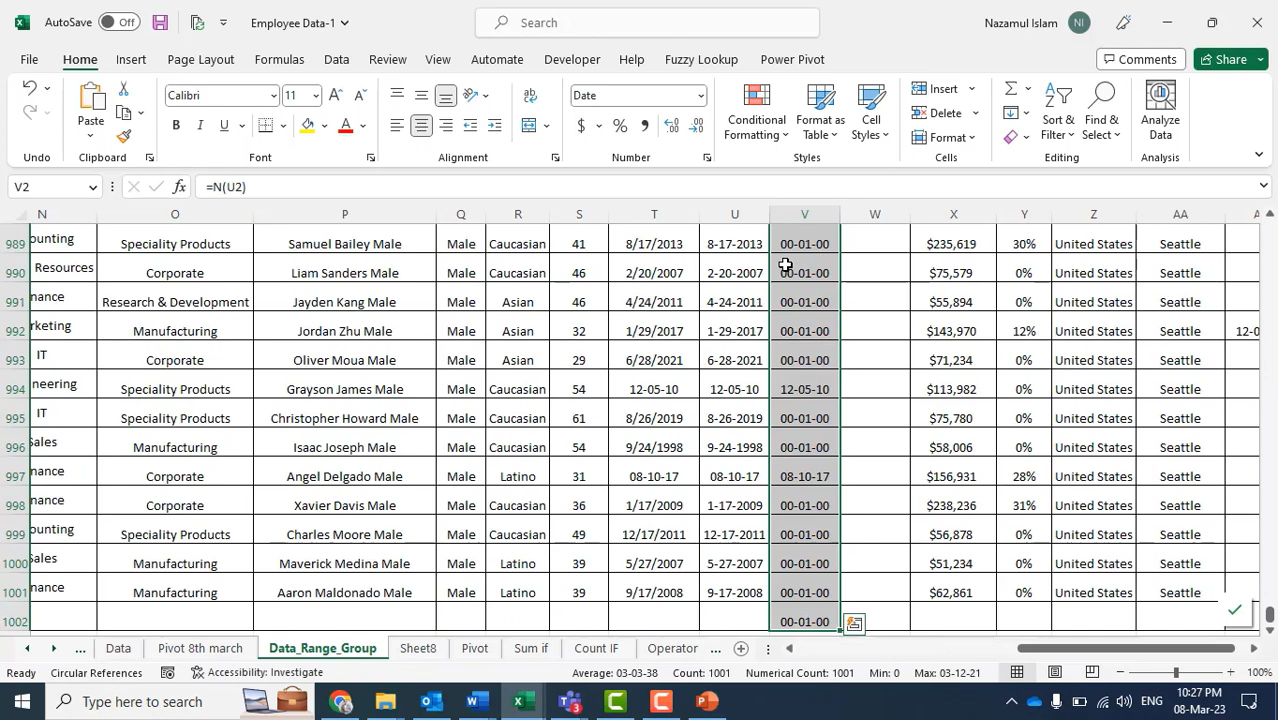 AutoSave Off Employee Data-1 Search Nazamul Islam NI
File Home Insert Page Layout Formulas Data Review View Automate Developer Help Fuzzy Lookup Power Pivot Comments Share
Calibri 11 Date Insert
Paste B I U $ % Conditional Formatting Format as Table Cell Styles Delete Sort & Filter Find & Select Analyze Data
Format
Undo Clipboard Font Alignment Number Styles Cells Editing Analysis
V2 =N(U2)
N O P Q R S T U V W X Y Z AA
989 ounting Speciality Products Samuel Bailey Male Male Caucasian 41 8/17/2013 8-17-2013 00-01-00 $235,619 30% United States Seattle
990 Resources Corporate Liam Sanders Male Male Caucasian 46 2/20/2007 2-20-2007 00-01-00 $75,579 0% United States Seattle
991 nance Research & Development Jayden Kang Male Male Asian 46 4/24/2011 4-24-2011 00-01-00 $55,894 0% United States Seattle
992 rketing Manufacturing Jordan Zhu Male Male Asian 32 1/29/2017 1-29-2017 00-01-00 $143,970 12% United States Seattle 12-0
993 IT Corporate Oliver Moua Male Male Asian 29 6/28/2021 6-28-2021 00-01-00 $71,234 0% United States Seattle
994 neering Speciality Products Grayson James Male Male Caucasian 54 12-05-10 12-05-10 12-05-10 $113,982 0% United States Seattle
995 IT Speciality Products Christopher Howard Male Male Caucasian 61 8/26/2019 8-26-2019 00-01-00 $75,780 0% United States Seattle
996 Sales Manufacturing Isaac Joseph Male Male Caucasian 54 9/24/1998 9-24-1998 00-01-00 $58,006 0% United States Seattle
997 nance Corporate Angel Delgado Male Male Latino 31 08-10-17 08-10-17 08-10-17 $156,931 28% United States Seattle
998 nance Corporate Xavier Davis Male Male Caucasian 36 1/17/2009 1-17-2009 00-01-00 $238,236 31% United States Seattle
999 ounting Speciality Products Charles Moore Male Male Caucasian 49 12/17/2011 12-17-2011 00-01-00 $56,878 0% United States Seattle
1000 Sales Manufacturing Maverick Medina Male Male Latino 39 5/27/2007 5-27-2007 00-01-00 $51,234 0% United States Seattle
1001 nance Manufacturing Aaron Maldonado Male Male Latino 39 9/17/2008 9-17-2008 00-01-00 $62,861 0% United States Seattle
1002 00-01-00
... Data Pivot 8th march Data_Range_Group Sheet8 Pivot Sum if Count IF Operator ...
Ready Circular References Accessibility: Investigate Average: 03-03-38 Count: 1001 Numerical Count: 1001 Min: 00-01-00 Max: 03-12-21 100%
Type here to search ENG 10:27 PM
08-Mar-23